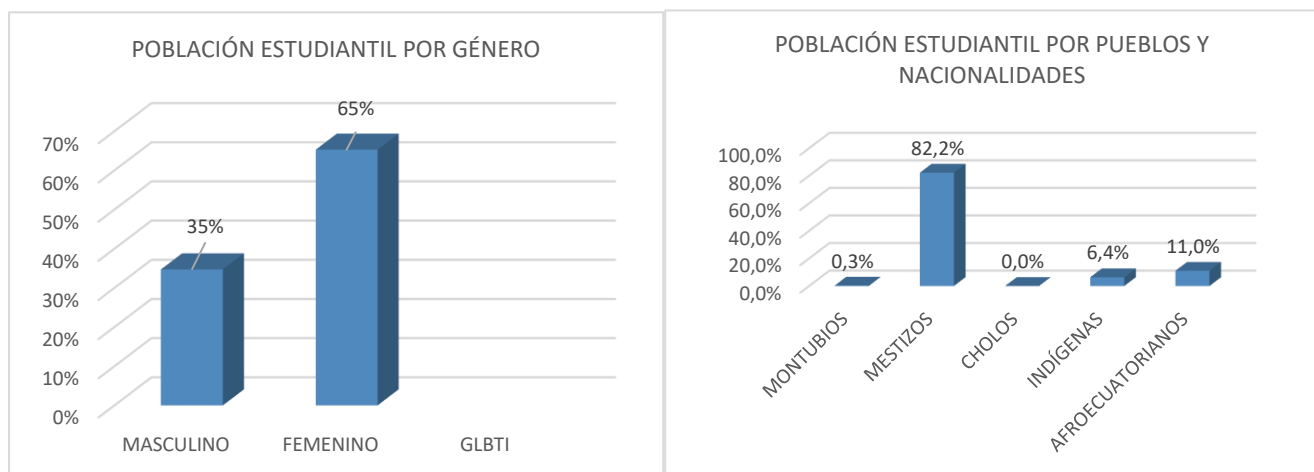 POBLACIÓN ESTUDIANTIL POR GÉNERO
65%
70%
60%
50%
35%
40%
30%
20%
10%
0%
MASCULINO FEMENINO GLBTI
POBLACIÓN ESTUDIANTIL POR PUEBLOS Y
NACIONALIDADES
100,0%
82,2%
80,0%
60,0%
40,0%
20,0%
0,0%
0,3%
0,0%
6,4%
11,0%
MONTUBIOS
MESTIZOS
CHOLOS
INDÍGENAS
AFROECUATORIANOS